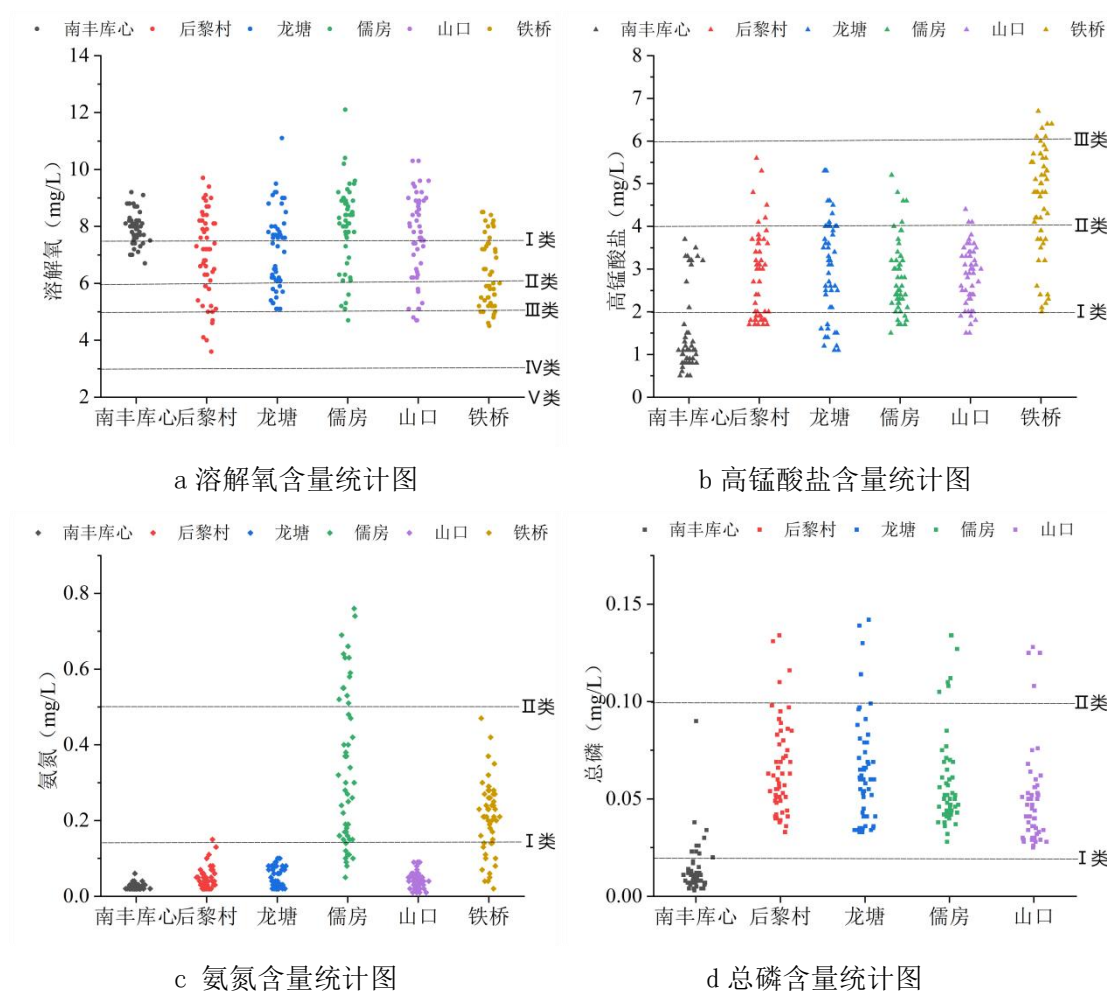 南丰库心 后黎村 龙塘 儒房 山口 铁桥
14
12
10
8
6
4
2
溶解氧（mg/L）
Ⅰ类
Ⅱ类
Ⅲ类
Ⅳ类
Ⅴ类
南丰库心 后黎村 龙塘 儒房 山口 铁桥
a 溶解氧含量统计图
南丰库心 后黎村 龙塘 儒房 山口 铁桥
8
7
6
5
4
3
2
1
0
高锰酸盐（mg/L）
Ⅲ类
Ⅱ类
Ⅰ类
南丰库心 后黎村 龙塘 儒房 山口 铁桥
b 高锰酸盐含量统计图
南丰库心 后黎村 龙塘 儒房 山口 铁桥
0.8
0.6
0.4
0.2
0.0
氨氮（mg/L）
Ⅱ类
Ⅰ类
南丰库心 后黎村 龙塘 儒房 山口 铁桥
c 氨氮含量统计图
南丰库心 后黎村 龙塘 儒房 山口
0.15
0.10
0.05
0.00
总磷（mg/L）
Ⅱ类
Ⅰ类
南丰库心 后黎村 龙塘 儒房 山口
d 总磷含量统计图